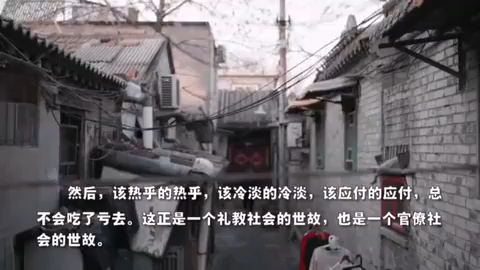 然后，该热乎的热乎，该冷淡的冷淡，该应付的应付，总
不会吃了亏去。这正是一个礼教社会的世故，也是一个官僚社
会的世故。